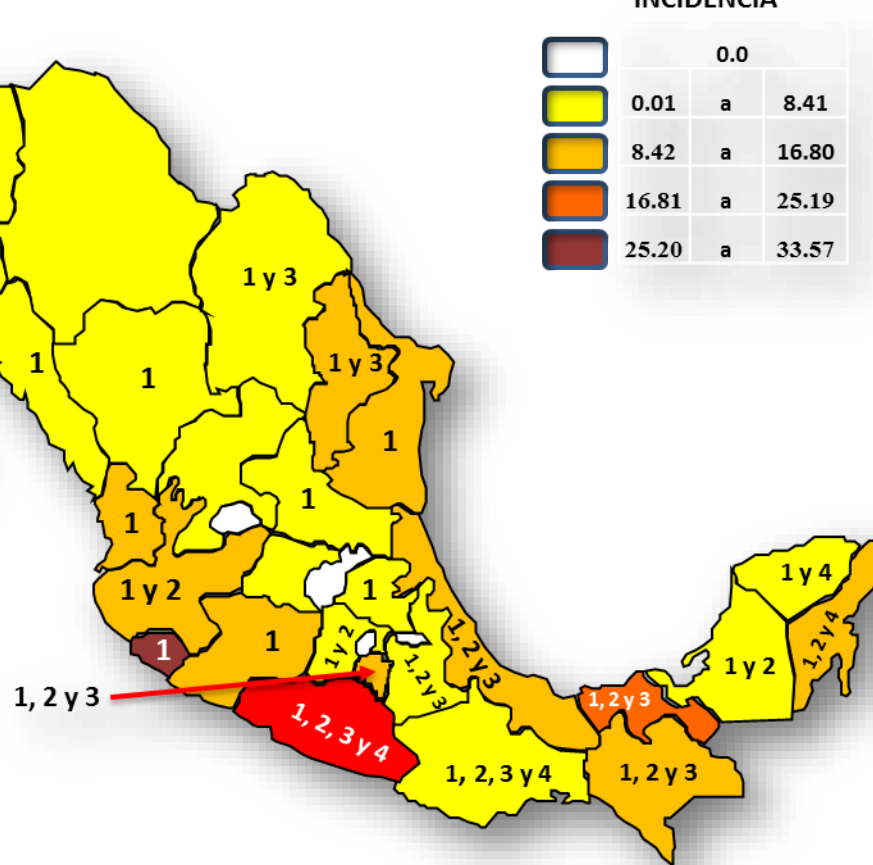 INCIDENCIA
0.0
0.01 a 8.41
8.42 a 16.80
16.81 a 25.19
25.20 a 33.57
1 y 3
1 y 3
1
1
1
1
1
1 y 4
1 y 2
1
1, 2 y 3
1 y 2
1
1
1, 2 y 3
1, 2 y 4
1 y 2
1, 2 y 3
1, 2 y 3
1, 2, 3 y 4
1, 2, 3 y 4
1, 2 y 3